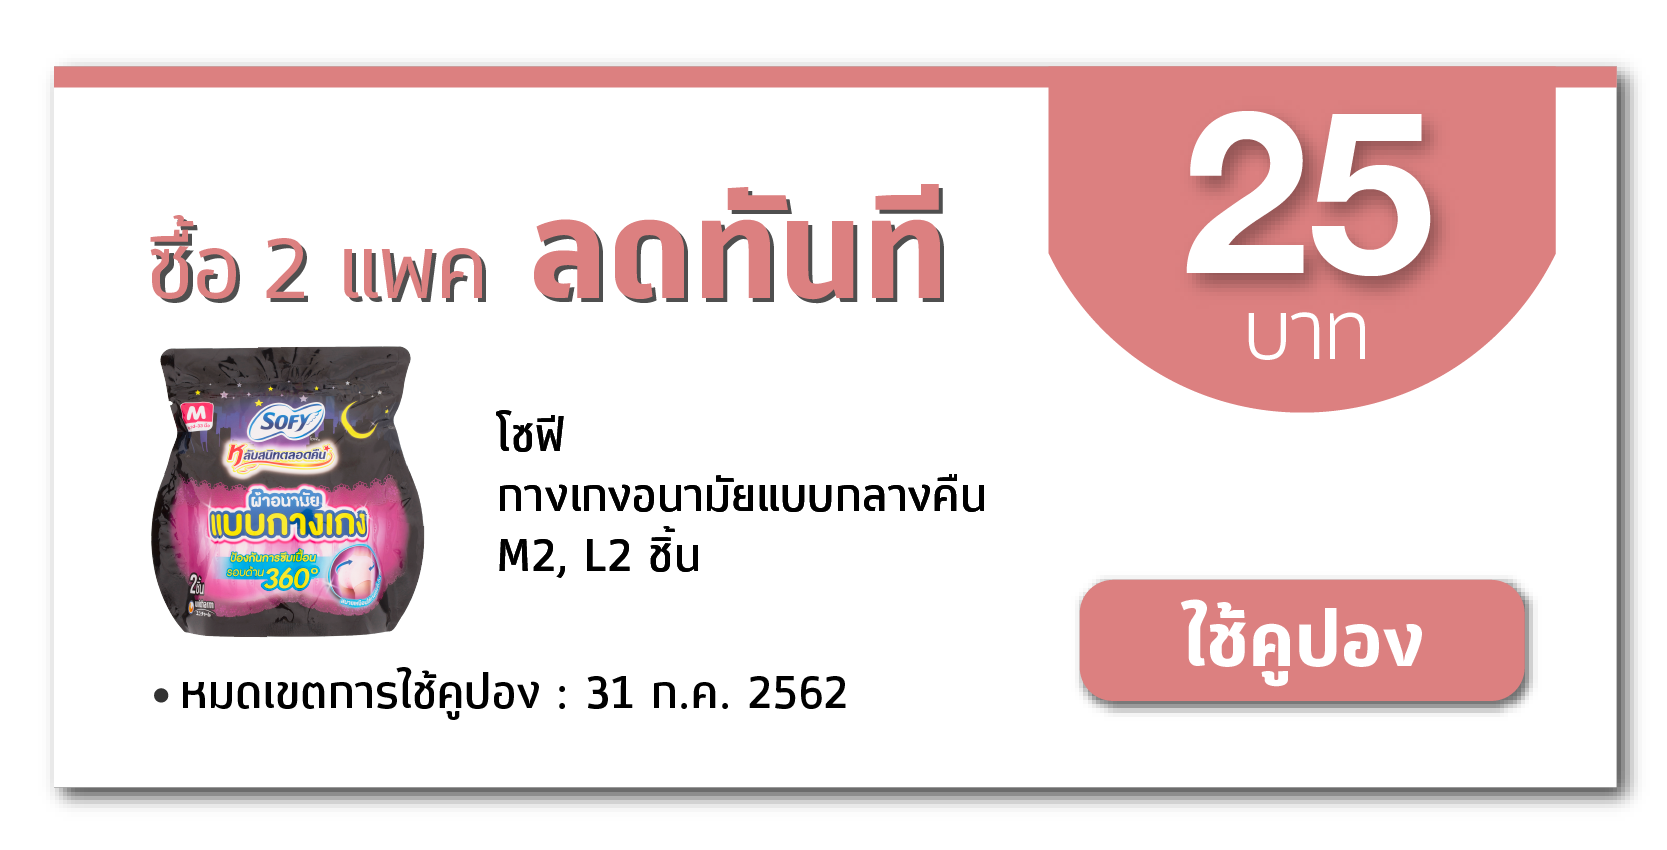 ซื้อ 2 แพค ลดทันที
25
บาท
M
SOFY
หลับสนิทตลอดคืน
ผ้าอนามัย
แบบกางเกง
ป้องกันการซึมเปื้อน
รอบด้าน 360°
2 ชิ้น
unicharm
โซฟี
กางเกงอนามัยแบบกลางคืน
M2, L2 ชิ้น
ใช้คูปอง
• หมดเขตการใช้คูปอง : 31 ก.ค. 2562